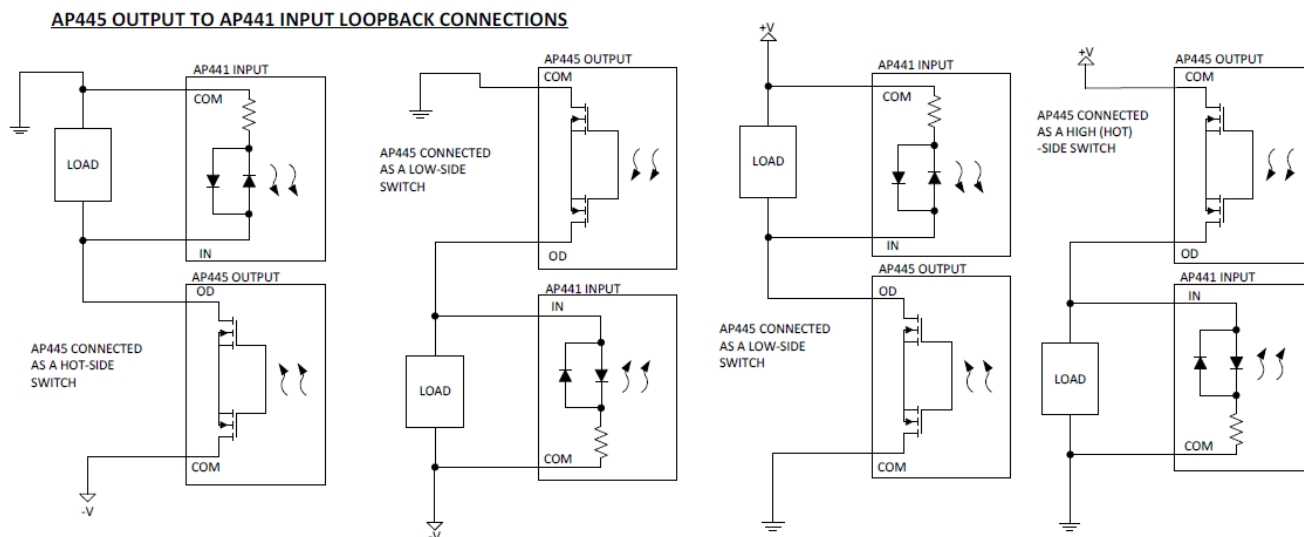 AP445 OUTPUT TO AP441 INPUT LOOPBACK CONNECTIONS
AP441 INPUT
COM
LOAD
IN
AP445 OUTPUT
OD
AP445 CONNECTED
AS A HOT-SIDE
SWITCH
COM
-V
AP445 OUTPUT
COM
AP445 CONNECTED
AS A LOW-SIDE
SWITCH
OD
AP441 INPUT
IN
LOAD
COM
-V
+V
AP441 INPUT
COM
LOAD
IN
AP445 OUTPUT
OD
AP445 CONNECTED
AS A LOW-SIDE
SWITCH
COM
+V
AP445 OUTPUT
COM
AP445 CONNECTED
AS A HIGH (HOT)
-SIDE SWITCH
OD
AP441 INPUT
IN
LOAD
COM